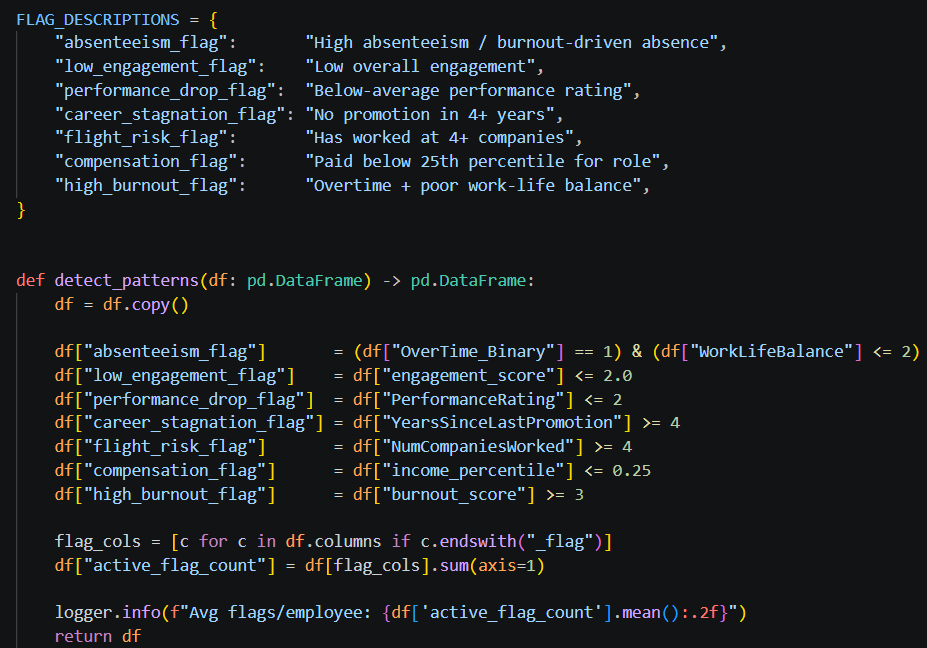 FLAG_DESCRIPTIONS = {
    "absenteeism_flag":       "High absenteeism / burnout-driven absence",
    "low_engagement_flag":    "Low overall engagement",
    "performance_drop_flag":  "Below-average performance rating",
    "career_stagnation_flag": "No promotion in 4+ years",
    "flight_risk_flag":       "Has worked at 4+ companies",
    "compensation_flag":      "Paid below 25th percentile for role",
    "high_burnout_flag":      "Overtime + poor work-life balance",
}
def detect_patterns(df: pd.DataFrame) -> pd.DataFrame:
    df = df.copy()
    df["absenteeism_flag"]       = (df["OverTime_Binary"] == 1) & (df["WorkLifeBalance"] <= 2)
    df["low_engagement_flag"]    = df["engagement_score"] <= 2.0
    df["performance_drop_flag"]  = df["PerformanceRating"] <= 2
    df["career_stagnation_flag"] = df["YearsSinceLastPromotion"] >= 4
    df["flight_risk_flag"]       = df["NumCompaniesWorked"] >= 4
    df["compensation_flag"]      = df["income_percentile"] <= 0.25
    df["high_burnout_flag"]      = df["burnout_score"] >= 3
    flag_cols = [c for c in df.columns if c.endswith("_flag")]
    df["active_flag_count"] = df[flag_cols].sum(axis=1)
    logger.info(f"Avg flags/employee: {df['active_flag_count'].mean():.2f}")
    return df